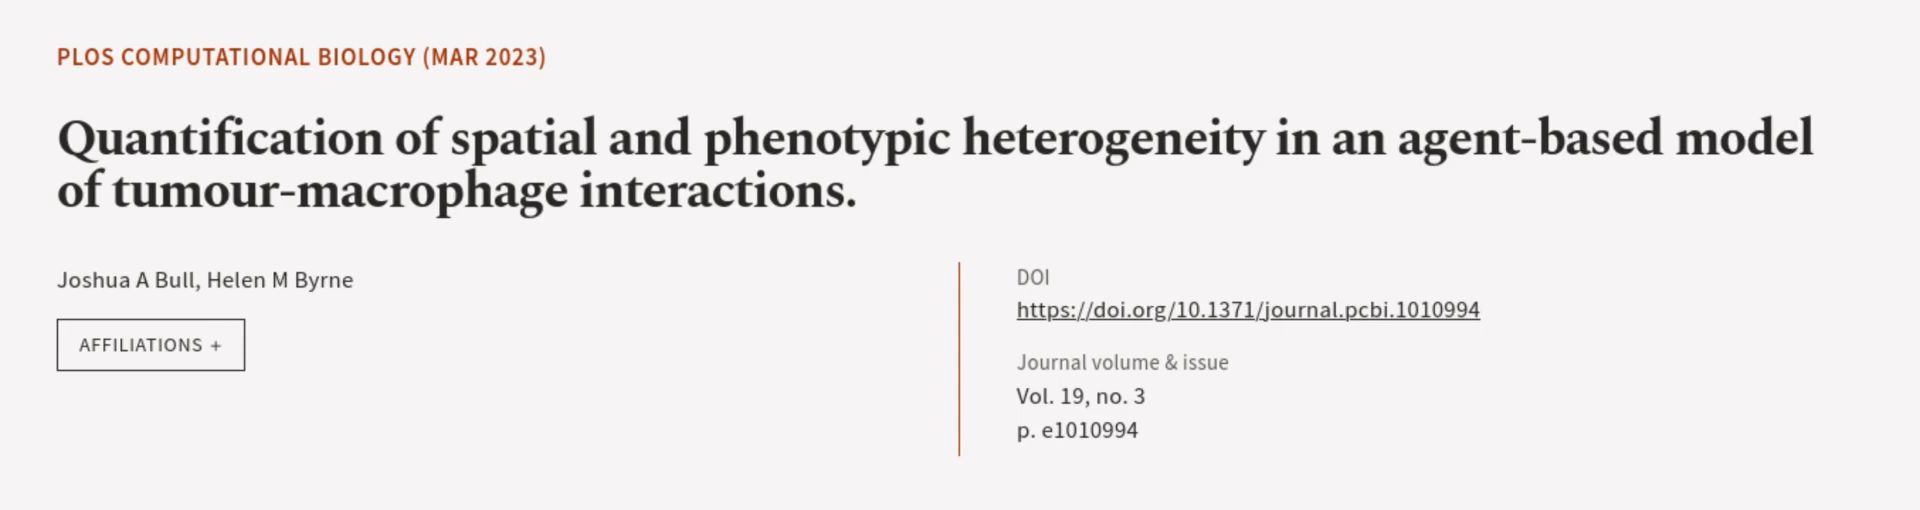 PLOS COMPUTATIONAL BIOLOGY (MAR 2023)
Quantification of spatial and phenotypic heterogeneity in an agent-based model
of tumour-macrophage interactions.
Joshua A Bull, Helen M Byrne
AFFILIATIONS +
DOI
https://doi.org/10.1371/journal.pcbi.1010994
Journal volume & issue
Vol. 19, no. 3
p. e1010994